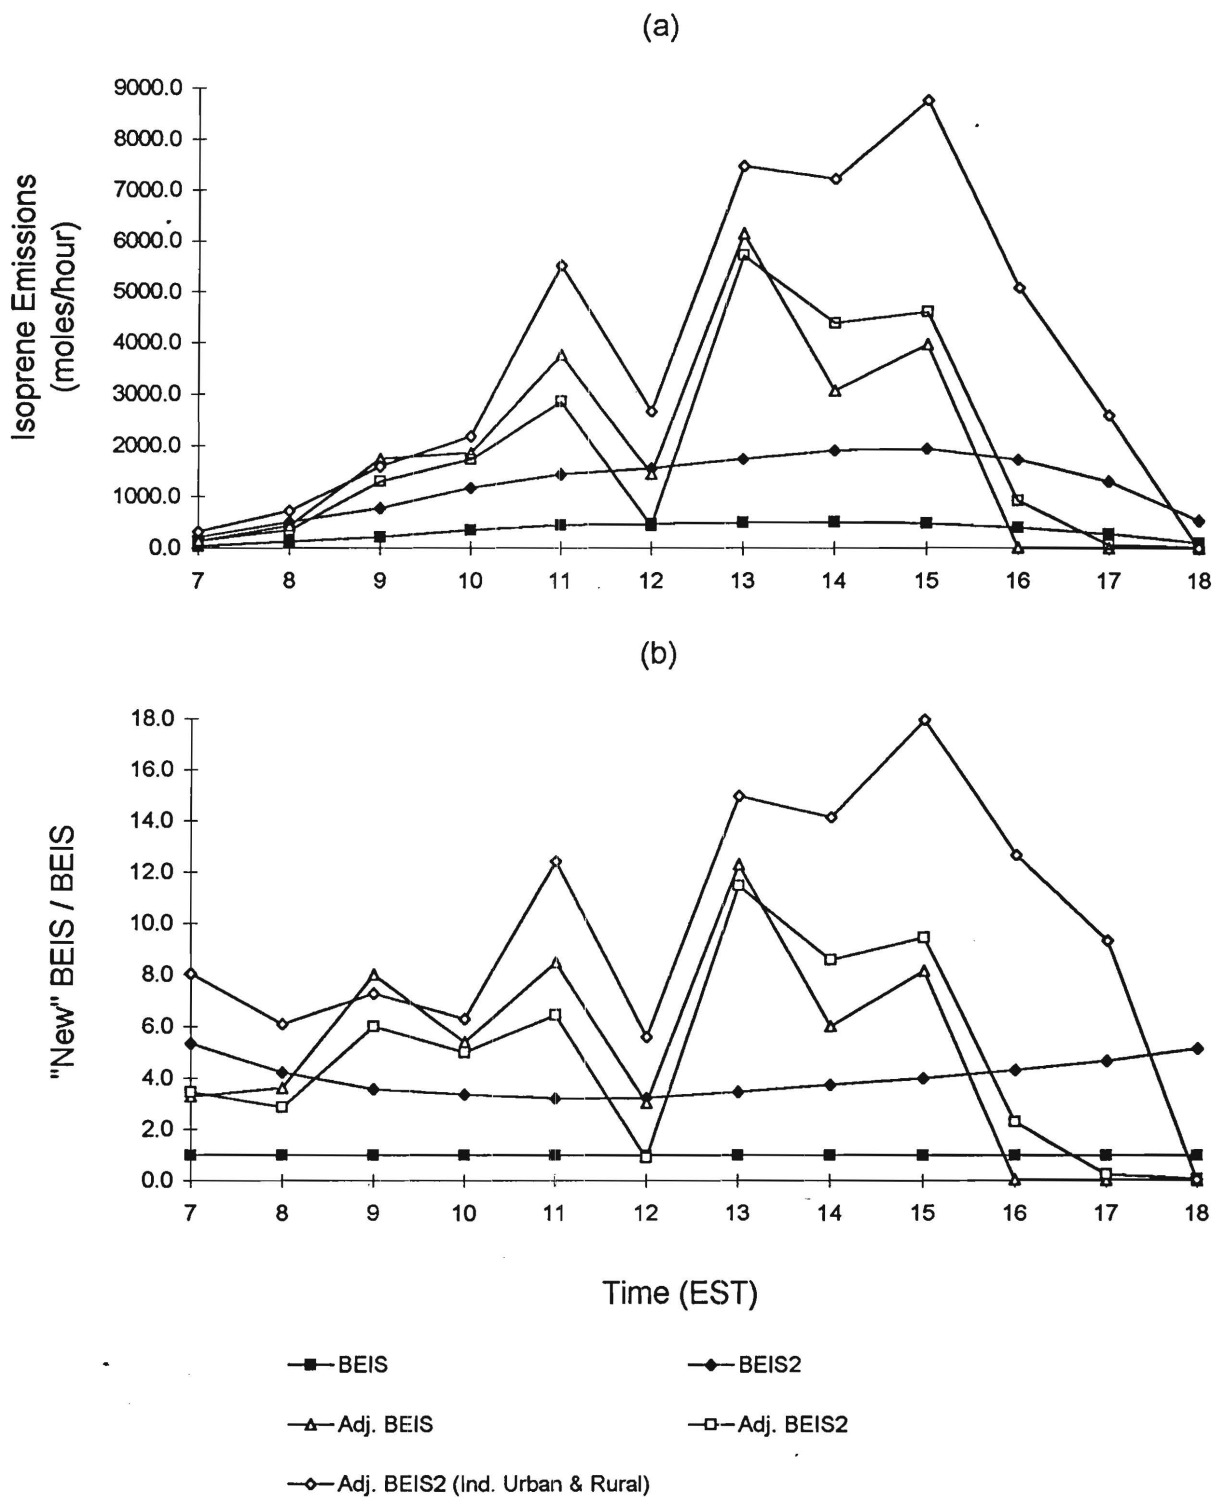 (a)
Isoprene Emissions
(moles/hour)
9000.0
8000.0
7000.0
6000.0
5000.0
4000.0
3000.0
2000.0
1000.0
0.0
7 8 9 10 11 12 13 14 15 16 17 18
(b)
"New" BEIS / BEIS
18.0
16.0
14.0
12.0
10.0
8.0
6.0
4.0
2.0
0.0
7 8 9 10 11 12 13 14 15 16 17 18
Time (EST)
BEIS BEIS2
Adj. BEIS Adj. BEIS2
Adj. BEIS2 (Ind. Urban & Rural)